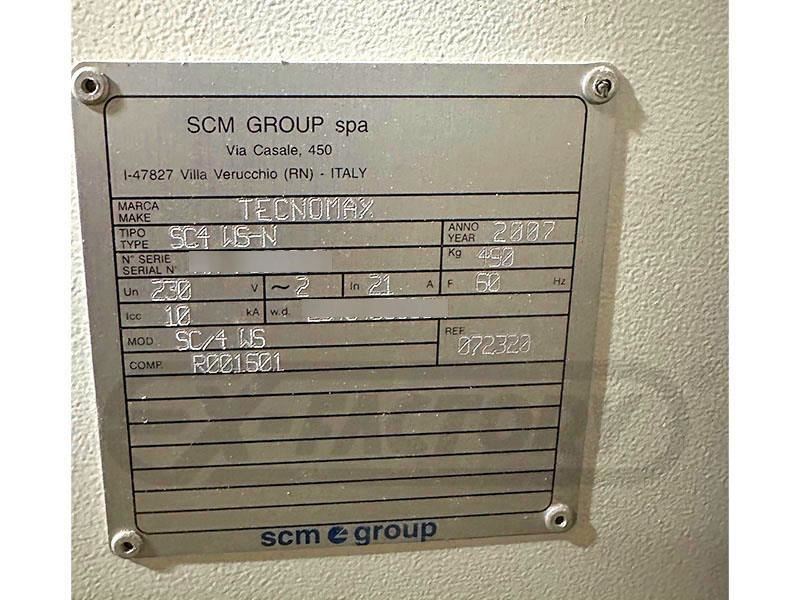 SCM GROUP spa
Via Casale, 450
I-47827 Villa Verucchio (RN) - ITALY
MARCA
MAKE TECNOMAX
TIPO
TYPE SC4 WS-N ANNO
YEAR 2007
N° SERIE
SERIAL N° Kg 490
Un 230 V ~ 2 In 21 A F 60 Hz
Icc 10 kA w.d.
MOD. SC/4 WS REF. 072320
COMP. R001601
scm group